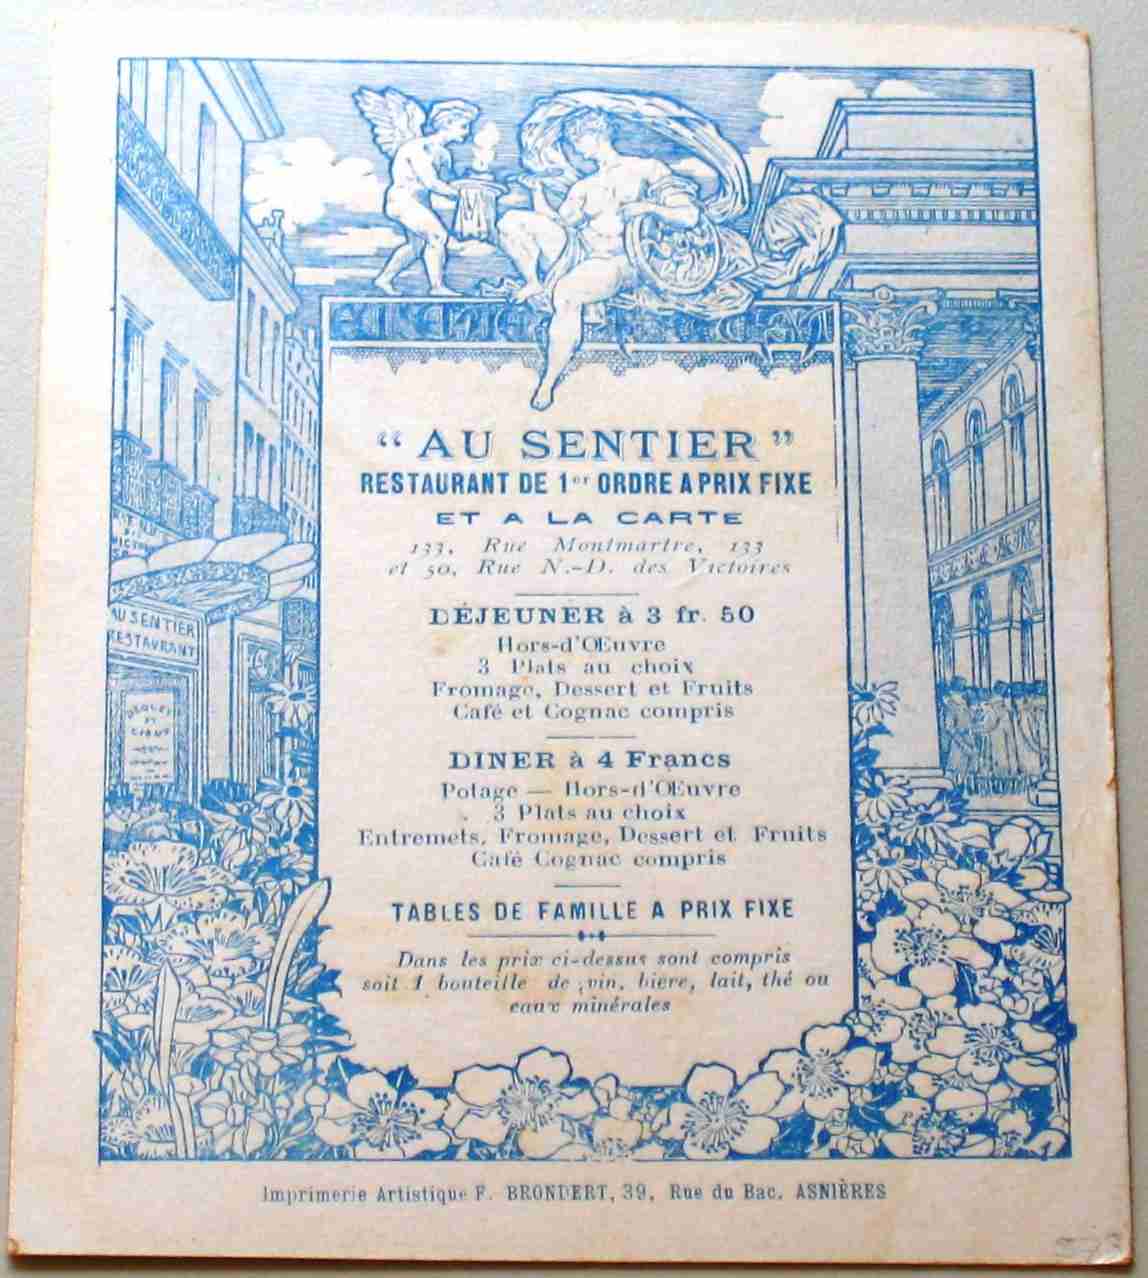 « AU SENTIER »
RESTAURANT DE 1er ORDRE A PRIX FIXE
ET A LA CARTE
133, Rue Montmartre, 133
et 50, Rue N.-D. des Victoires
DÉJEUNER à 3 fr. 50
Hors-d'Œuvre
3 Plats au choix
Fromage, Dessert et Fruits
Café et Cognac compris
DINER à 4 Francs
Potage — Hors-d'Œuvre
3 Plats au choix
Entremets, Fromage, Dessert et Fruits
Café Cognac compris
TABLES DE FAMILLE A PRIX FIXE
Dans les prix ci-dessus sont compris
soit 1 bouteille de vin, bière, lait, thé ou
eaux minérales
AU SENTIER
RESTAURANT
Imprimerie Artistique F. BRONDERT, 39, Rue du Bac, ASNIÈRES